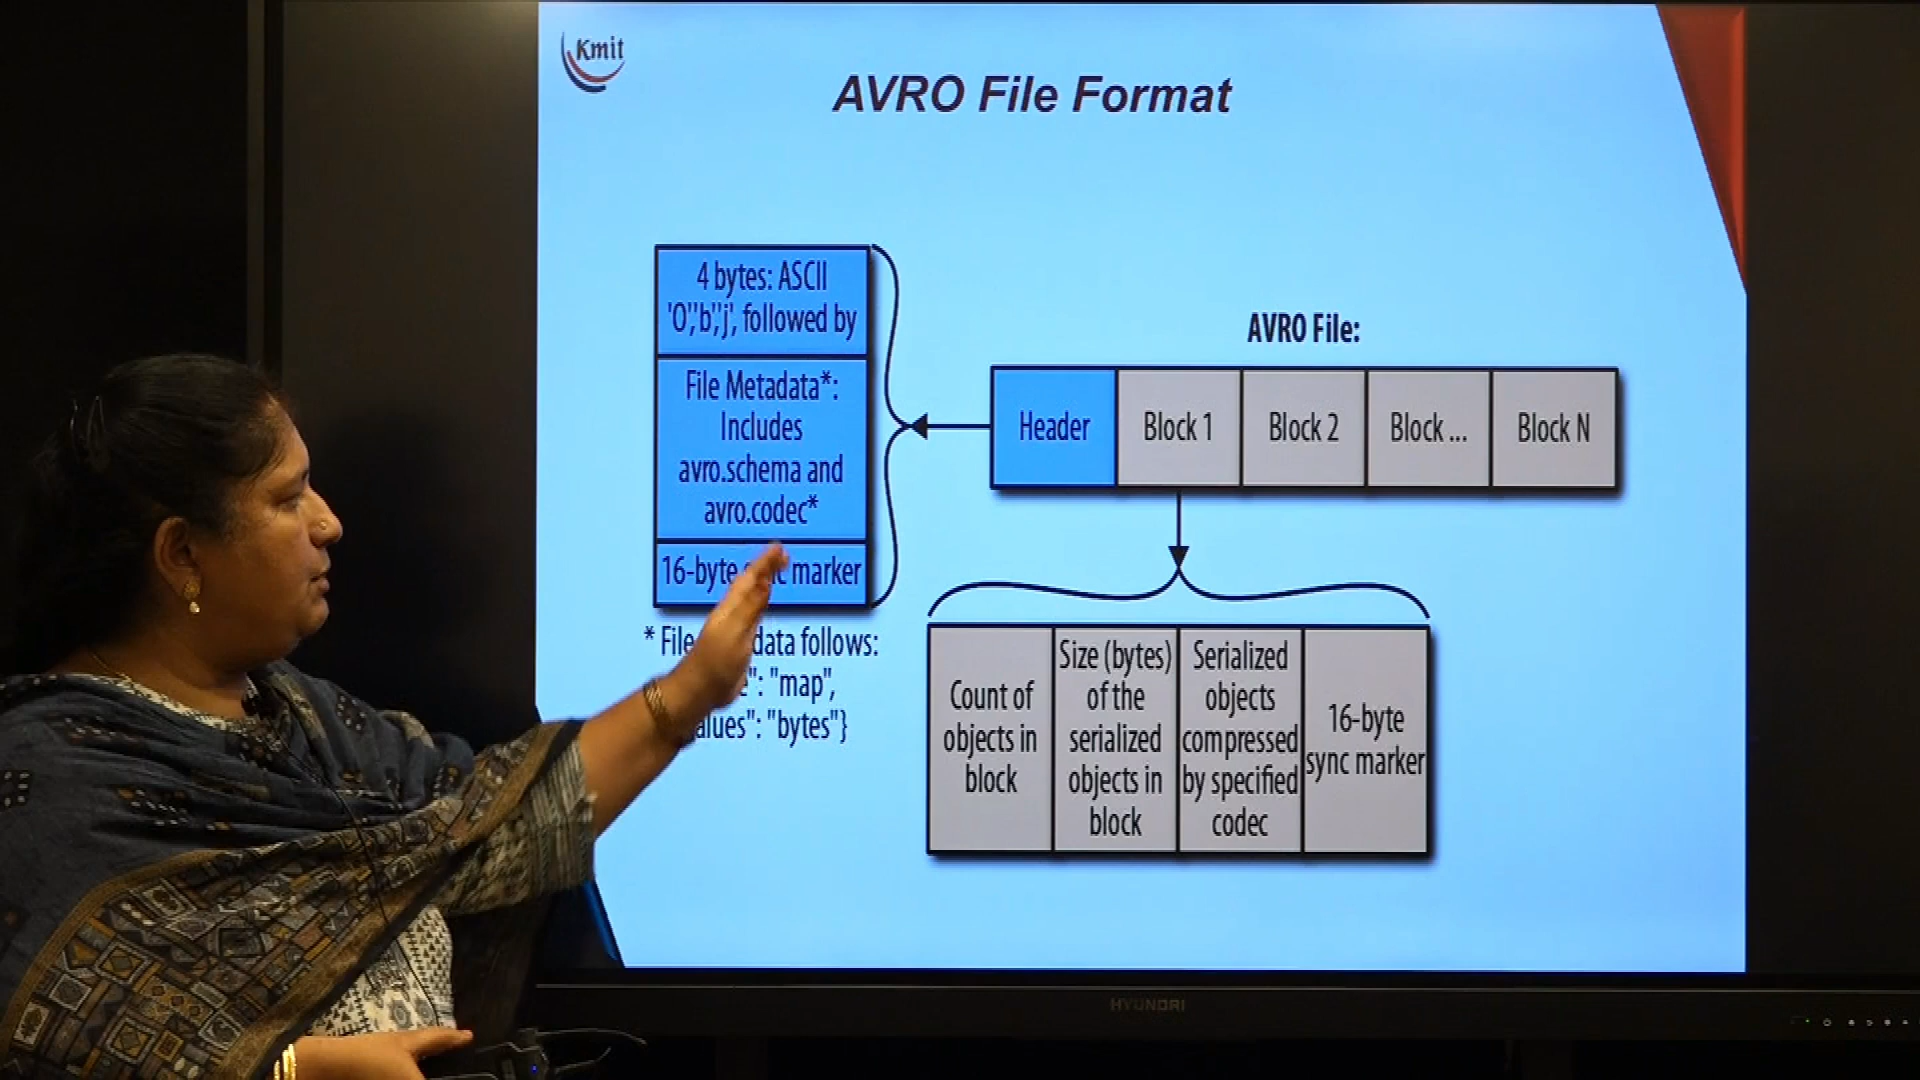 Kmit
AVRO File Format
4 bytes: ASCII
'O','b','j', followed by
File Metadata*:
Includes
avro.schema and
avro.codec*
16-byte marker
* File data follows:
": "map",
": "bytes"}
AVRO File:
Header
Block 1
Block 2
Block ...
Block N
Count of
objects in
block
Size (bytes)
of the
serialized
objects in
block
Serialized
objects
compressed
by specified
codec
16-byte
sync marker
HYUNDAI